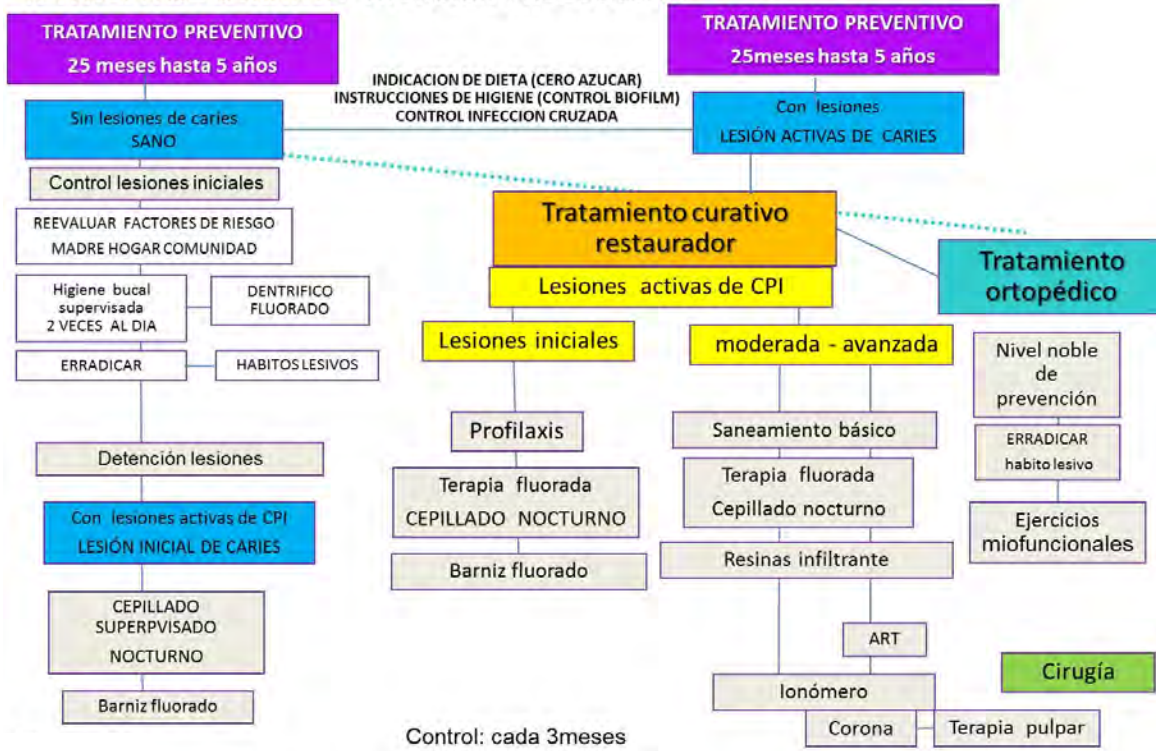 TRATAMIENTO PREVENTIVO
25 meses hasta 5 años
TRATAMIENTO PREVENTIVO
25meses hasta 5 años
INDICACION DE DIETA (CERO AZUCAR)
INSTRUCCIONES DE HIGIENE (CONTROL BIOFILM)
CONTROL INFECCION CRUZADA
Sin lesiones de caries
SANO
Con lesiones
LESIÓN ACTIVAS DE CARIES
Control lesiones iniciales
REEVALUAR FACTORES DE RIESGO
MADRE HOGAR COMUNIDAD
Higiene bucal
supervisada
2 VECES AL DIA
DENTRIFICO
FLUORADO
ERRADICAR
HABITOS LESIVOS
Detención lesiones
Con lesiones activas de CPI
LESIÓN INICIAL DE CARIES
CEPILLADO
SUPERPVISADO
NOCTURNO
Barniz fluorado
Tratamiento curativo
restaurador
Lesiones activas de CPI
Lesiones iniciales
moderada - avanzada
Profilaxis
Terapia fluorada
CEPILLADO NOCTURNO
Barniz fluorado
Saneamiento básico
Terapia fluorada
Cepillado nocturno
Resinas infiltrante
ART
Ionómero
Corona
Terapia pulpar
Tratamiento
ortopédico
Nivel noble
de
prevención
ERRADICAR
habito lesivo
Ejercicios
miofuncionales
Cirugía
Control: cada 3meses